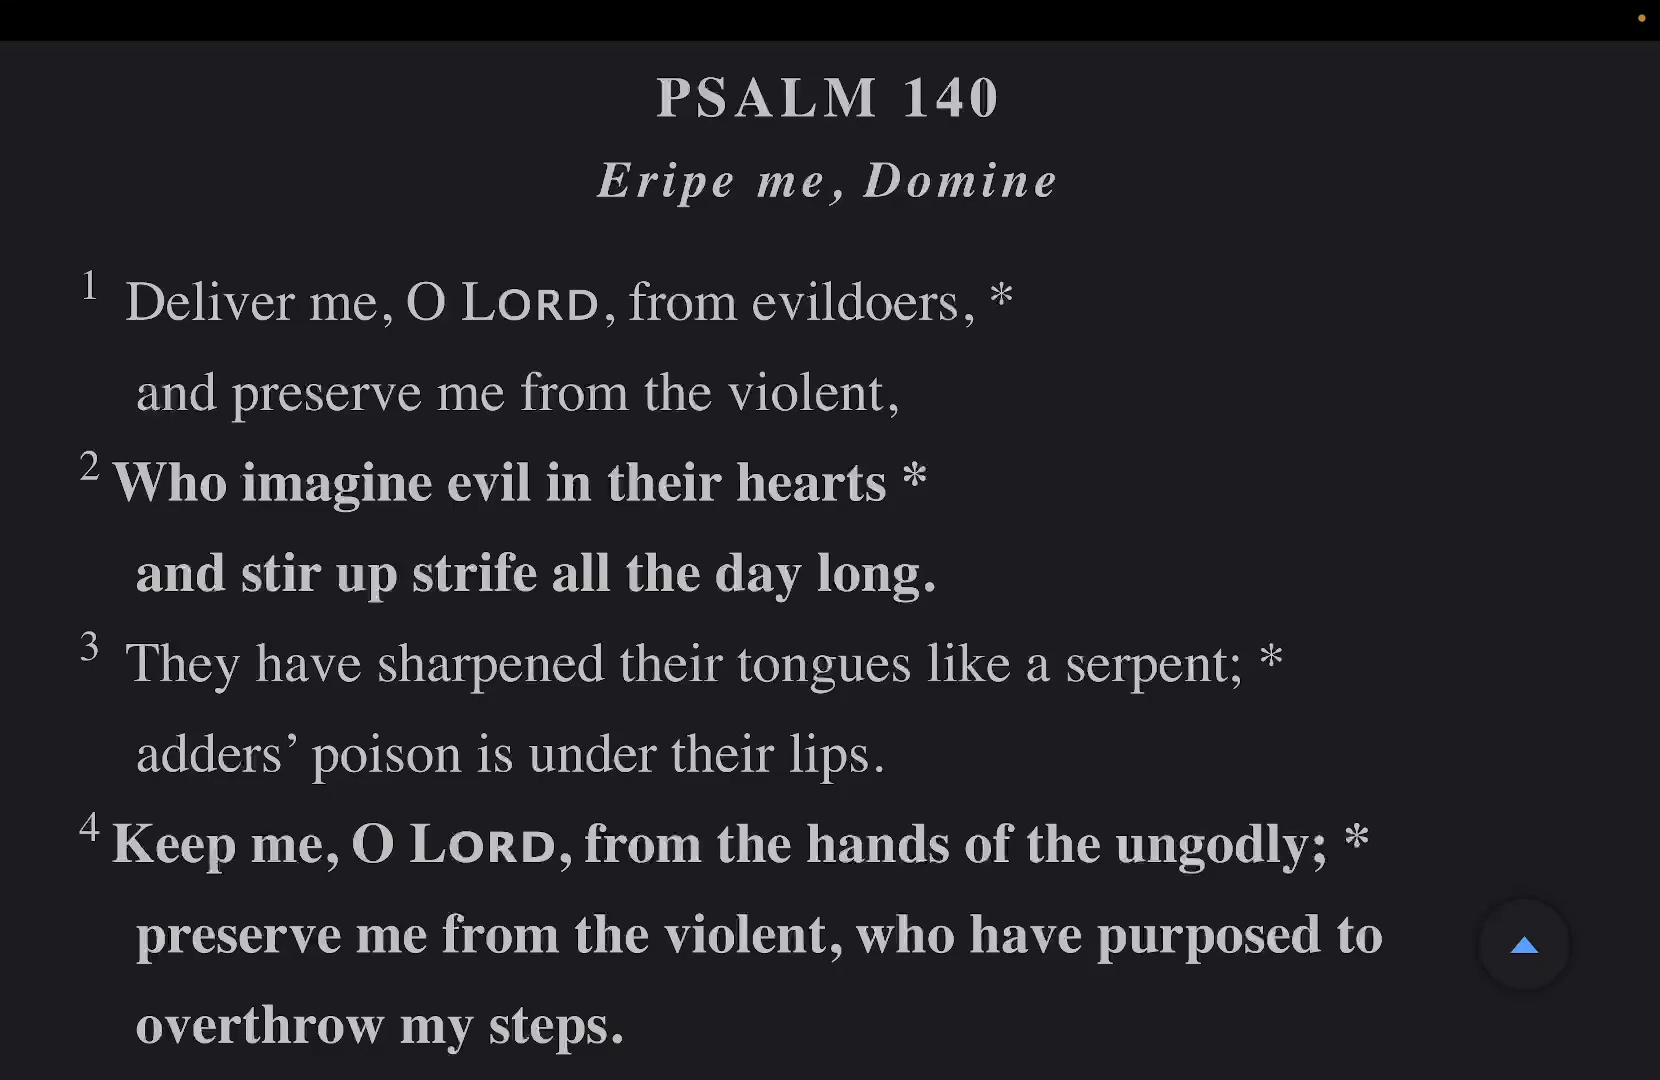 PSALM 140
Eripe me, Domine
1 Deliver me, O LORD, from evildoers, *
and preserve me from the violent,
2 Who imagine evil in their hearts *
and stir up strife all the day long.
3 They have sharpened their tongues like a serpent; *
adders’ poison is under their lips.
4 Keep me, O LORD, from the hands of the ungodly; *
preserve me from the violent, who have purposed to
overthrow my steps.